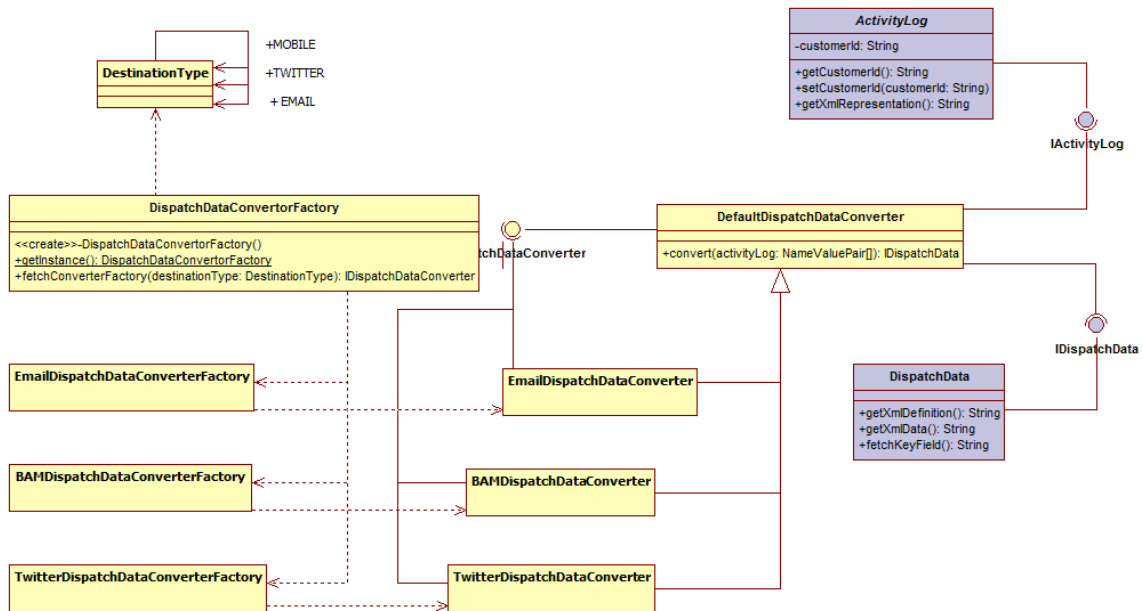 ActivityLog
-customerId: String
+getCustomerId(): String
+setCustomerId(customerId: String)
+getXmlRepresentation(): String
+MOBILE
+TWITTER
+ EMAIL
DestinationType
IActivityLog
DispatchDataConvertorFactory
<<create>>-DispatchDataConvertorFactory()
+getInstance(): DispatchDataConvertorFactory
+fetchConverterFactory(destinationType: DestinationType): IDispatchDataConverter
tchDataConverter
DefaultDispatchDataConverter
+convert(activityLog: NameValuePair[]): IDispatchData
IDispatchData
EmailDispatchDataConverterFactory
EmailDispatchDataConverter
DispatchData
+getXmlDefinition(): String
+getXmlData(): String
+fetchKeyField(): String
BAMDispatchDataConverterFactory
BAMDispatchDataConverter
TwitterDispatchDataConverterFactory
TwitterDispatchDataConverter